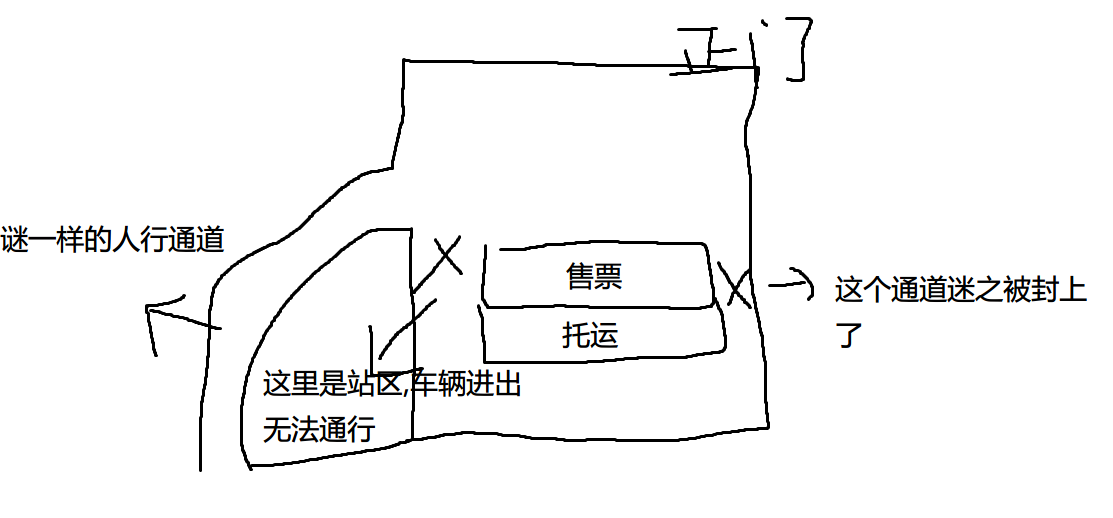 正门
谜一样的人行通道
售票
这个通道迷之被封上
了
托运
这里是站区,车辆进出
无法通行